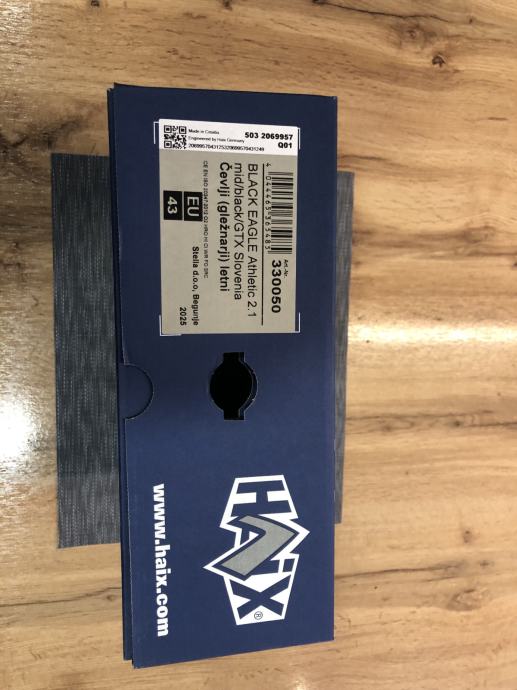 Made in Croatia
Engineered by Haix Germany
503 2069957
Q01
Art.-Nr.
330050
BLACK EAGLE Athletic 2.1
mid/black/GTX Slovenia
Čevlji (gležnarji) letni
EU
43
Stelia d.o.o, Begunje
2025
HAIX®
www.haix.com